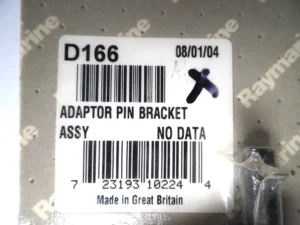 D166 08/01/04
ADAPTOR PIN BRACKET
ASSY NO DATA
7 23193 10224 4
Made in Great Britain
Raymarine
Raymarine